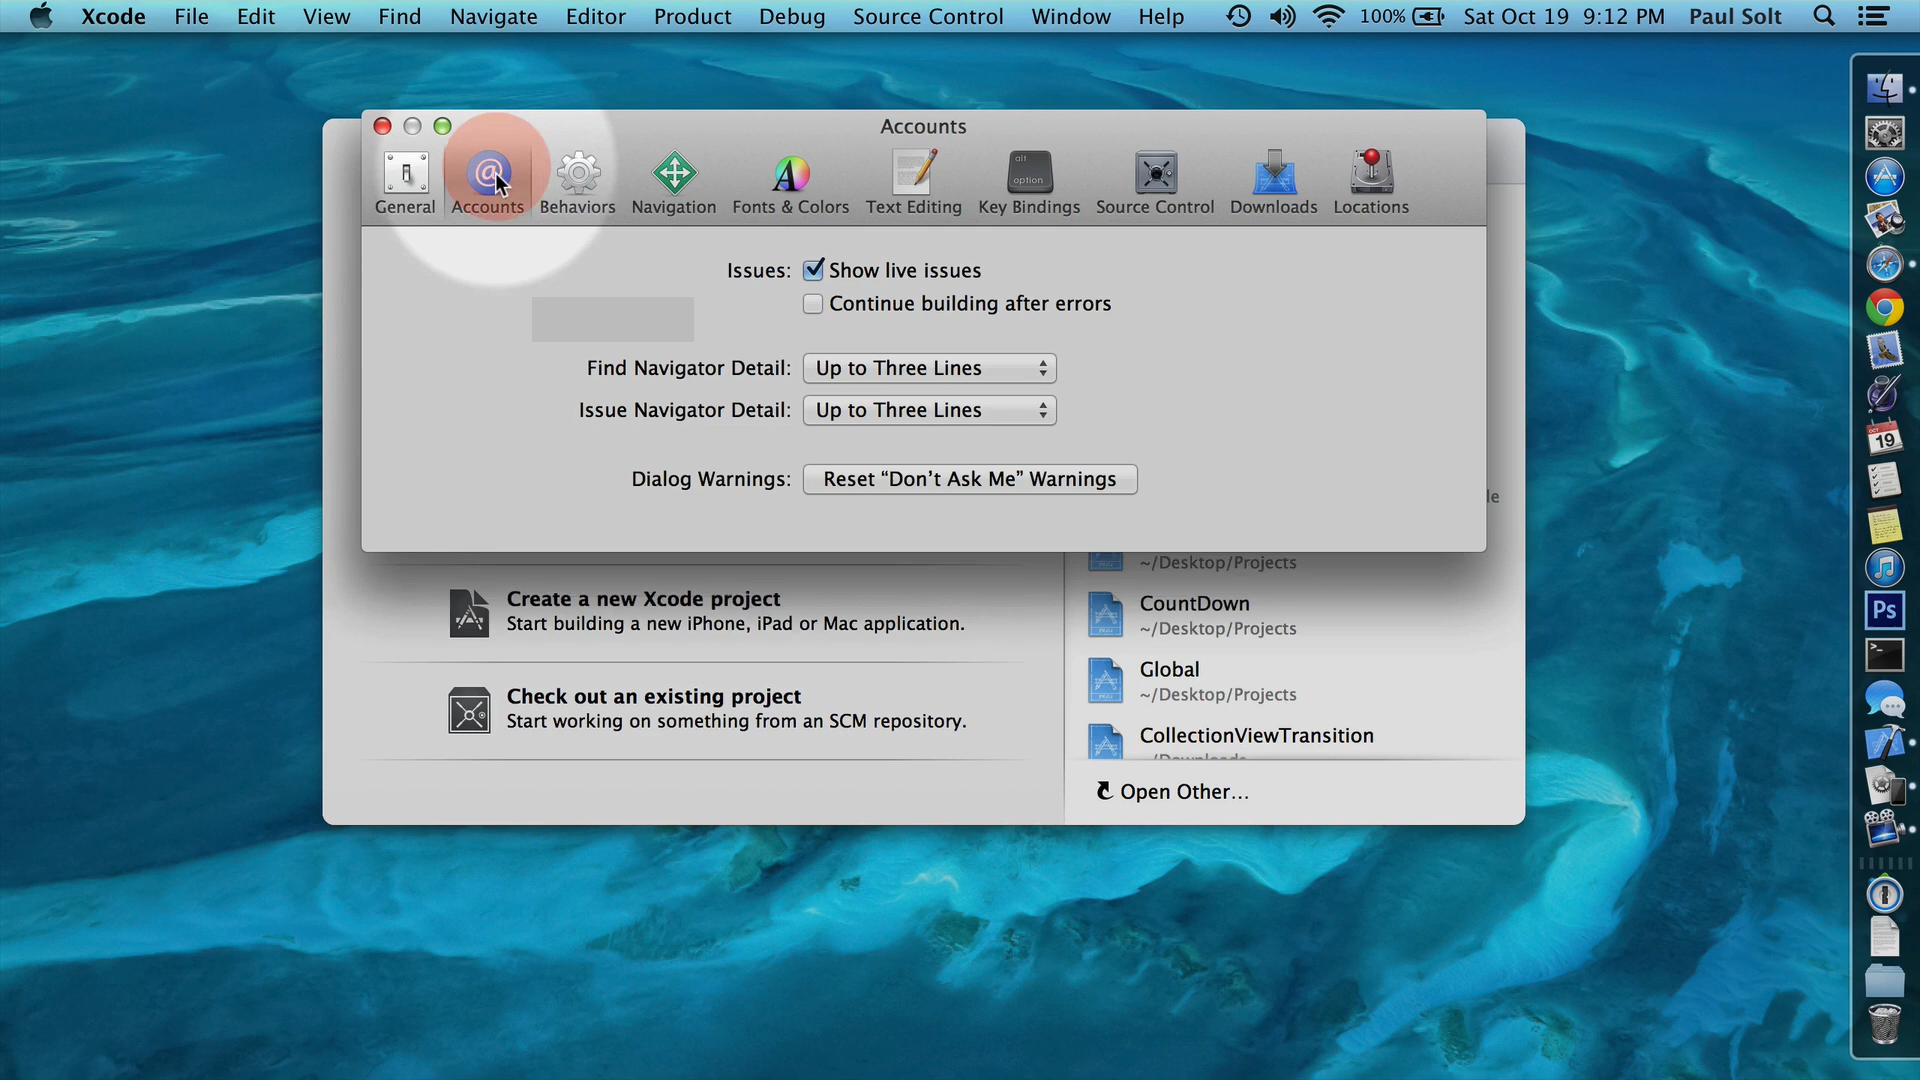 Xcode File Edit View Find Navigate Editor Product Debug Source Control Window Help 100% Sat Oct 19 9:12 PM Paul Solt
Accounts
General Accounts Behaviors Navigation Fonts & Colors Text Editing Key Bindings Source Control Downloads Locations
alt
option
Issues: Show live issues
Continue building after errors
Find Navigator Detail: Up to Three Lines
Issue Navigator Detail: Up to Three Lines
Dialog Warnings: Reset “Don’t Ask Me” Warnings
le
~/Desktop/Projects
Create a new Xcode project
Start building a new iPhone, iPad or Mac application.
CountDown
~/Desktop/Projects
Global
~/Desktop/Projects
Check out an existing project
Start working on something from an SCM repository.
CollectionViewTransition
~/Downloads
Open Other...
OCT
19
Ps